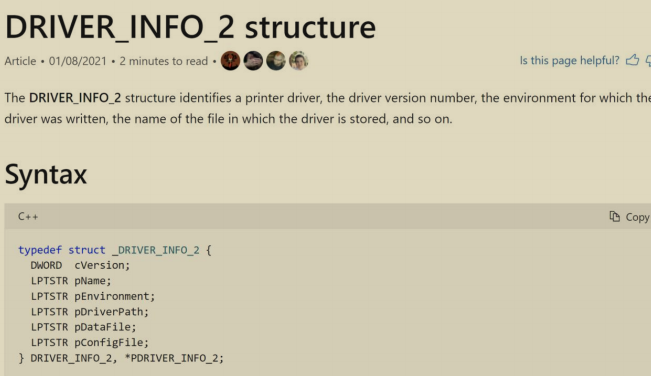 DRIVER_INFO_2 structure
Article • 01/08/2021 • 2 minutes to read •
Is this page helpful?
The DRIVER_INFO_2 structure identifies a printer driver, the driver version number, the environment for which the
driver was written, the name of the file in which the driver is stored, and so on.
Syntax
C++
Copy
typedef struct _DRIVER_INFO_2 {
  DWORD  cVersion;
  LPTSTR pName;
  LPTSTR pEnvironment;
  LPTSTR pDriverPath;
  LPTSTR pDataFile;
  LPTSTR pConfigFile;
} DRIVER_INFO_2, *PDRIVER_INFO_2;